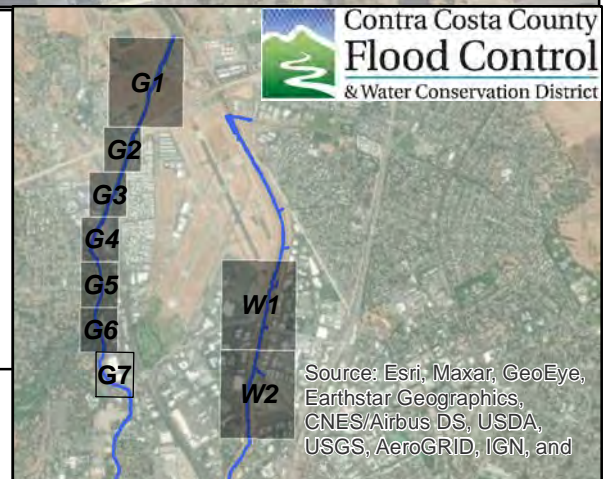 Contra Costa County
Flood Control
& Water Conservation District
G1
G2
G3
G4
G5
G6
G7
W1
W2
Source: Esri, Maxar, GeoEye,
Earthstar Geographics,
CNES/Airbus DS, USDA,
USGS, AeroGRID, IGN, and